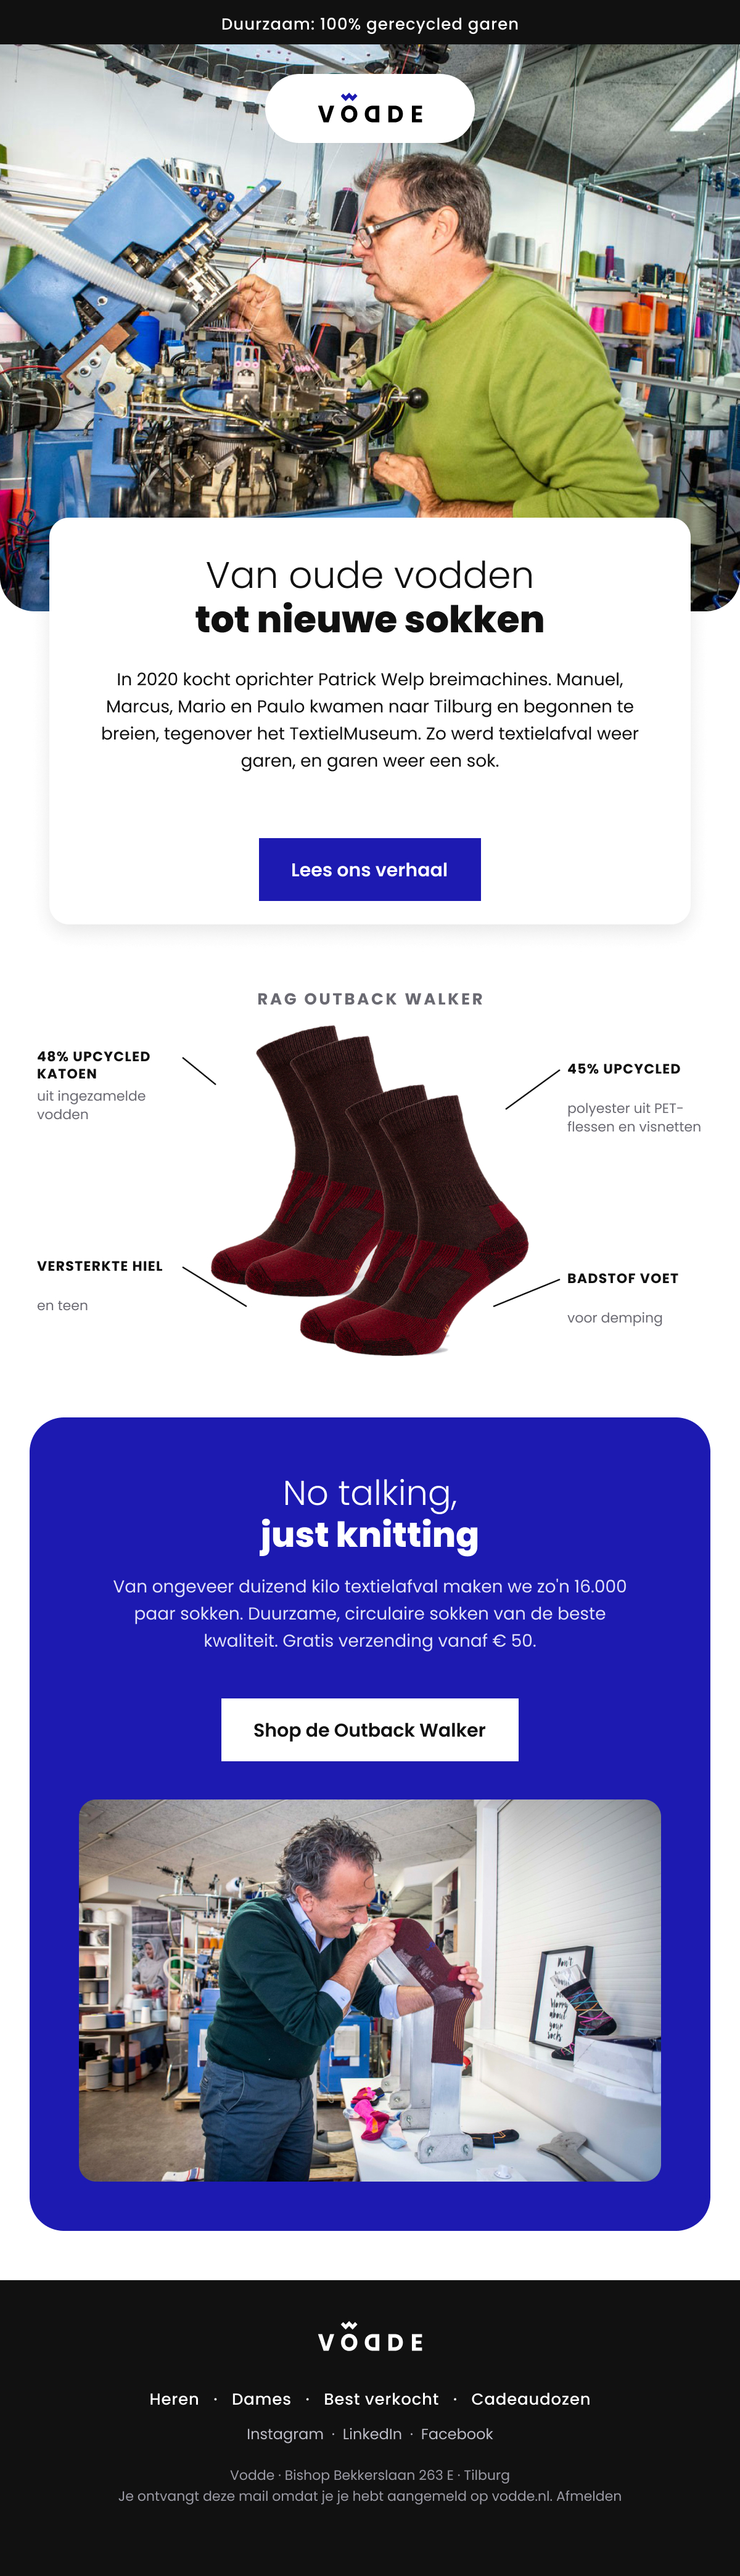 Duurzaam: 100% gerecycled garen
VODDE
Van oude vodden
tot nieuwe sokken
In 2020 kocht oprichter Patrick Welp breimachines. Manuel,
Marcus, Mario en Paulo kwamen naar Tilburg en begonnen te
breien, tegenover het TextielMuseum. Zo werd textielafval weer
garen, en garen weer een sok.
Lees ons verhaal
RAG OUTBACK WALKER
48% UPCYCLED
KATOEN
uit ingezamelde
vodden
45% UPCYCLED
polyester uit PET-
flessen en visnetten
VERSTERKTE HIEL
en teen
BADSTOF VOET
voor demping
No talking,
just knitting
Van ongeveer duizend kilo textielafval maken we zo'n 16.000
paar sokken. Duurzame, circulaire sokken van de beste
kwaliteit. Gratis verzending vanaf € 50.
Shop de Outback Walker
Don't
worry
about
your
socks
VODDE
Heren · Dames · Best verkocht · Cadeaudozen
Instagram · LinkedIn · Facebook
Vodde · Bishop Bekkerslaan 263 E · Tilburg
Je ontvangt deze mail omdat je je hebt aangemeld op vodde.nl. Afmelden